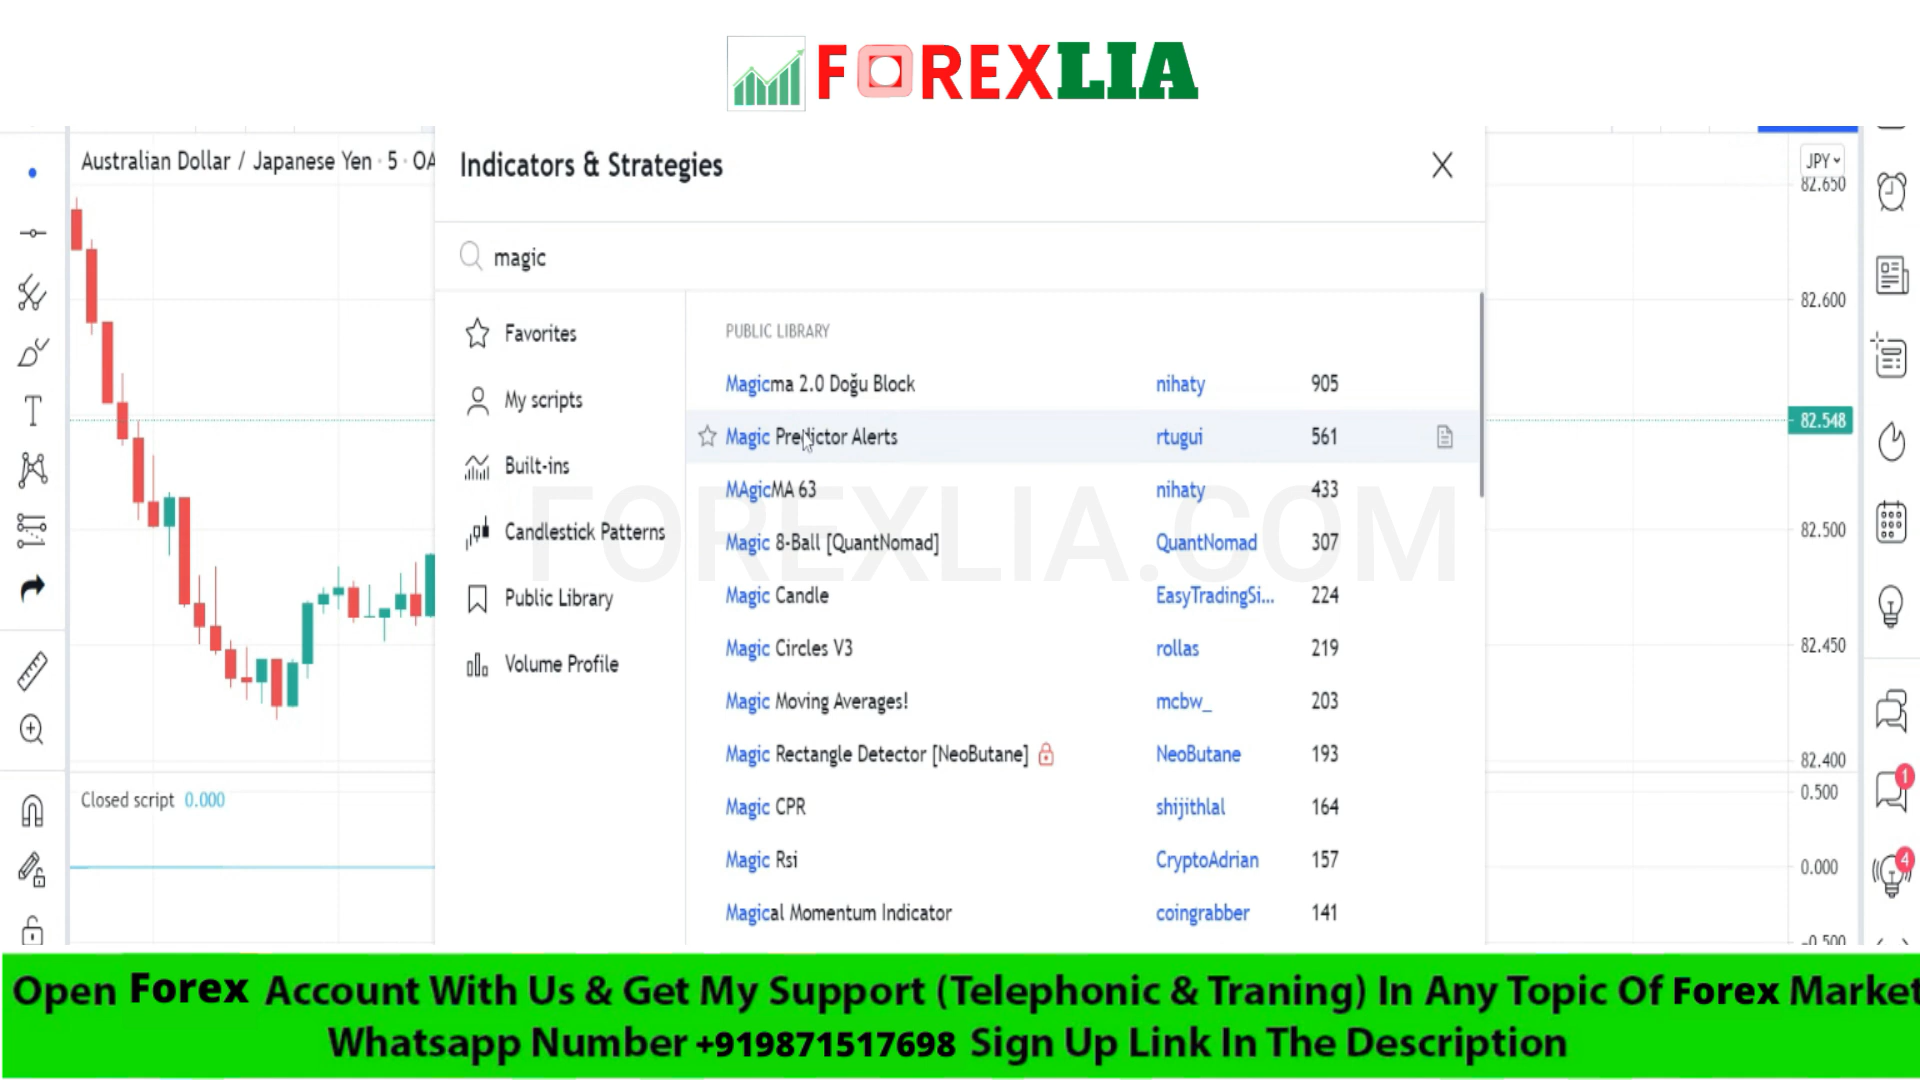 FOREXLIA
Australian Dollar / Japanese Yen · 5 · OA
Indicators & Strategies
magic
Favorites
My scripts
Built-ins
Candlestick Patterns
Public Library
Volume Profile
PUBLIC LIBRARY
Magicma 2.0 Doğu Block nihaty 905
Magic Predictor Alerts rtugui 561
MAgicMA 63 nihaty 433
Magic 8-Ball [QuantNomad] QuantNomad 307
Magic Candle EasyTradingSi... 224
Magic Circles V3 rollas 219
Magic Moving Averages! mcbw_ 203
Magic Rectangle Detector [NeoButane] NeoButane 193
Magic CPR shijithlal 164
Magic Rsi CryptoAdrian 157
Magical Momentum Indicator coingrabber 141
FOREXLIA.COM
Closed script 0.000
JPY
82.650
82.600
82.548
82.500
82.450
82.400
0.500
0.000
-0.500
1
4
Open Forex Account With Us & Get My Support (Telephonic & Traning) In Any Topic Of Forex Market
Whatsapp Number +919871517698 Sign Up Link In The Description